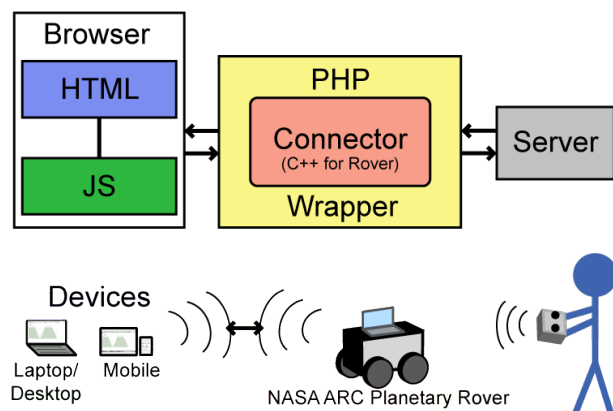 Browser
HTML
JS
PHP
Connector
(C++ for Rover)
Wrapper
Server
Devices
Laptop/
Desktop
Mobile
NASA ARC Planetary Rover